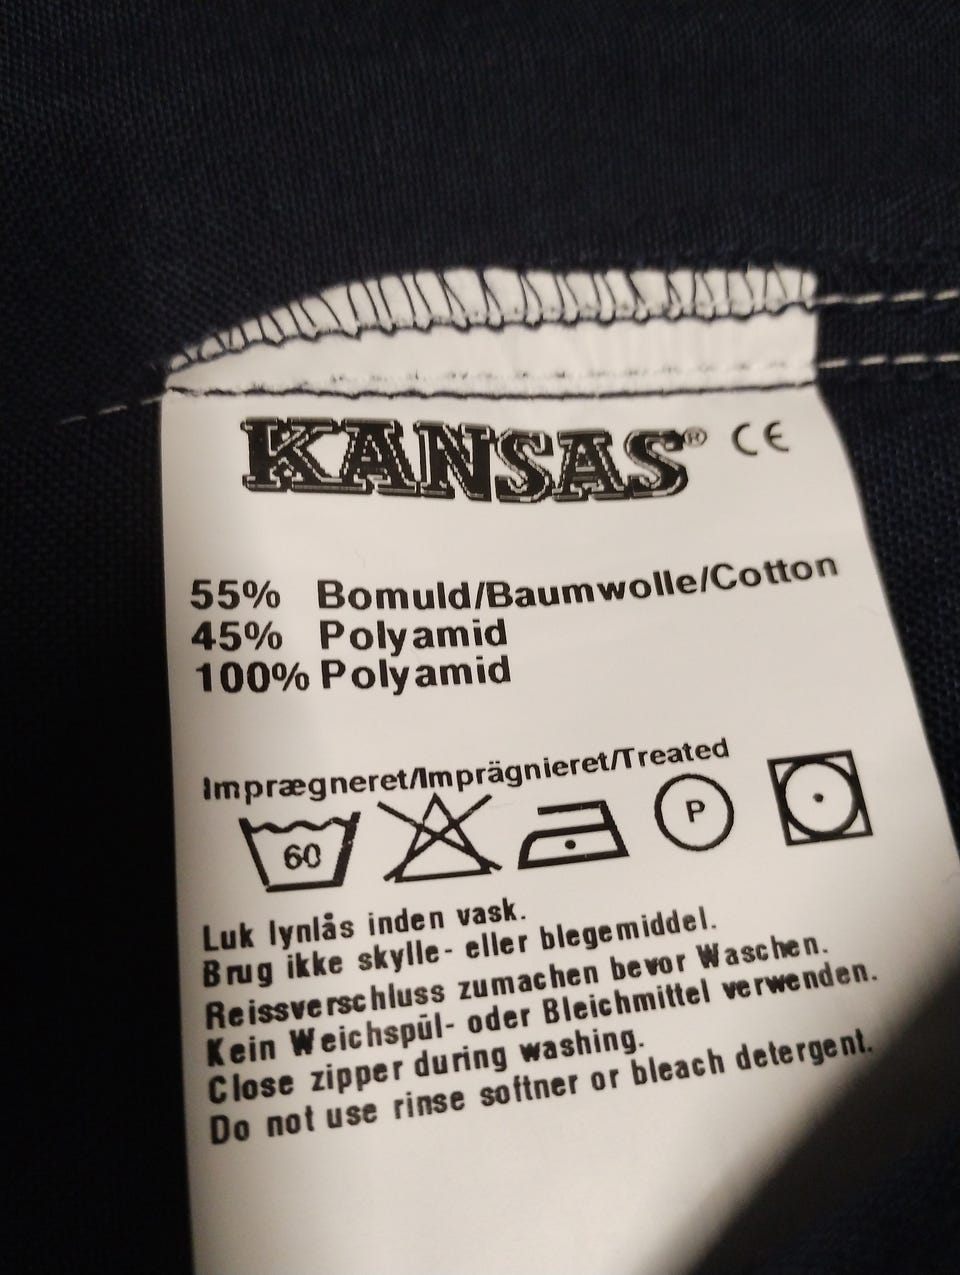 KANSAS® CE
55% Bomuld/Baumwolle/Cotton
45% Polyamid
100% Polyamid
Imprægneret/Imprägnieret/Treated
60 P
Luk lynlås inden vask.
Brug ikke skylle- eller blegemiddel.
Reissverschluss zumachen bevor Waschen.
Kein Weichspül- oder Bleichmittel verwenden.
Close zipper during washing.
Do not use rinse softner or bleach detergent.